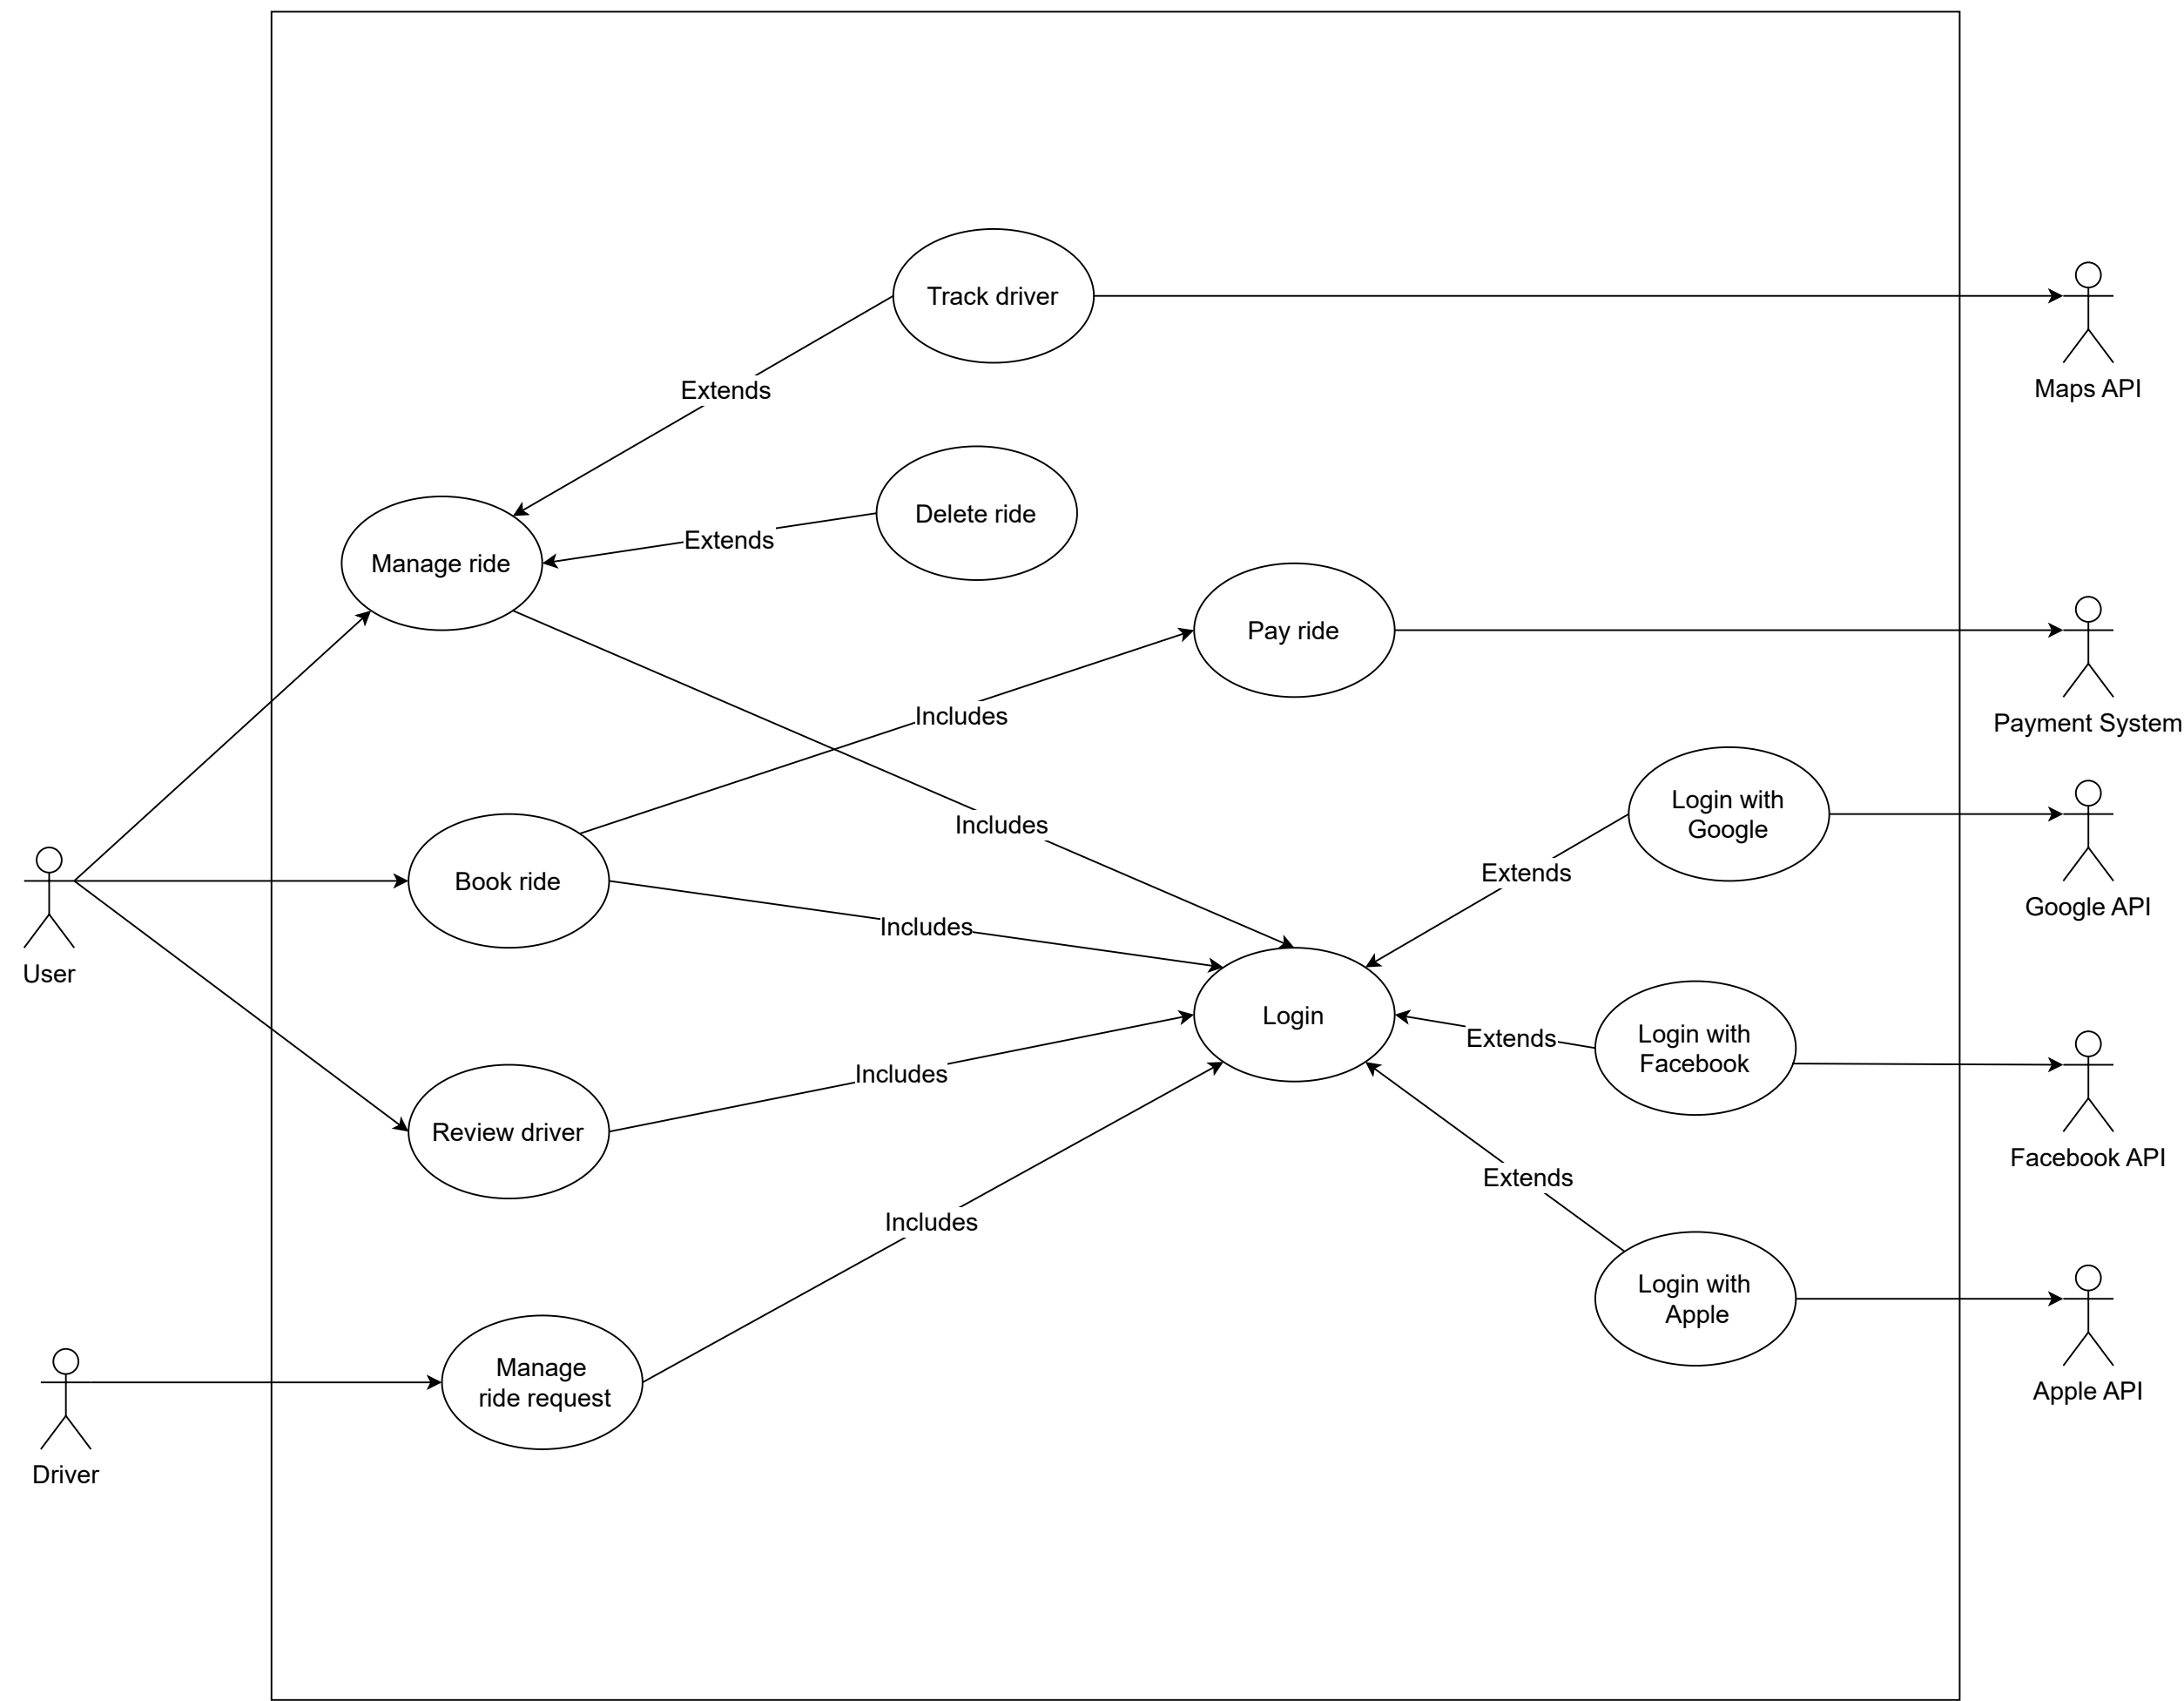 Track driver
Maps API
Extends
Delete ride
Extends
Manage ride
Pay ride
Includes
Payment System
Login with
Google
Includes
Extends
Book ride
Google API
Includes
User
Login
Login with
Facebook
Extends
Includes
Review driver
Facebook API
Extends
Includes
Login with
Apple
Manage
ride request
Apple API
Driver